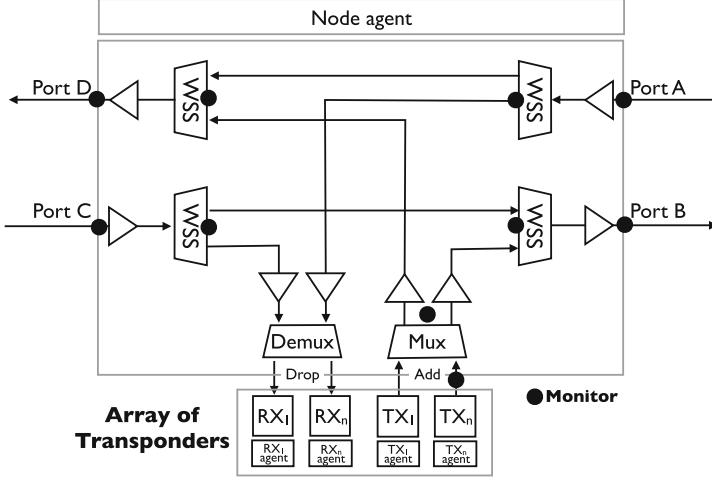 Node agent
Port D
WSS
WSS
Port A
Port C
WSS
WSS
Port B
Demux
Mux
Drop
Add
Monitor
Array of
Transponders
RX1
RXn
TX1
TXn
RX1
agent
RXn
agent
TX1
agent
TXn
agent